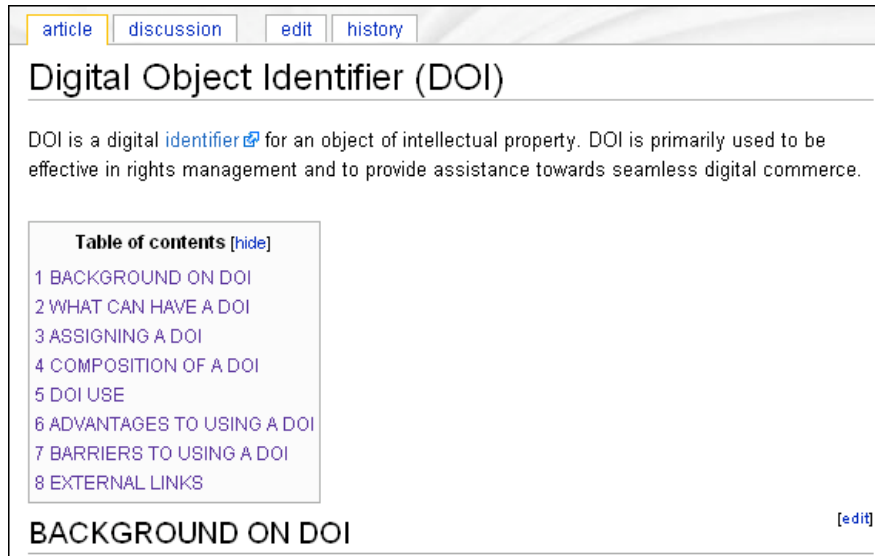 article discussion edit history
Digital Object Identifier (DOI)
DOI is a digital identifier for an object of intellectual property. DOI is primarily used to be
effective in rights management and to provide assistance towards seamless digital commerce.
Table of contents [hide]
1 BACKGROUND ON DOI
2 WHAT CAN HAVE A DOI
3 ASSIGNING A DOI
4 COMPOSITION OF A DOI
5 DOI USE
6 ADVANTAGES TO USING A DOI
7 BARRIERS TO USING A DOI
8 EXTERNAL LINKS
[edit]
BACKGROUND ON DOI